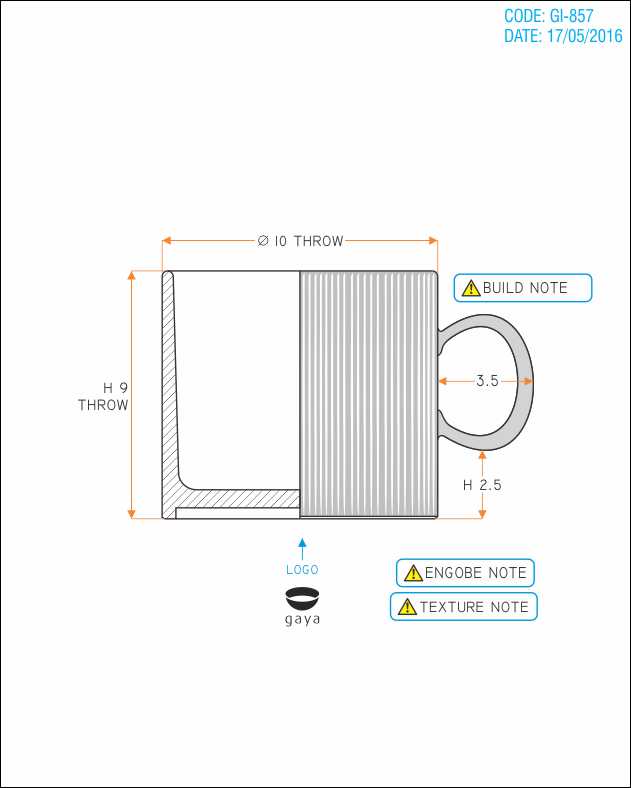 CODE: GI-857
DATE: 17/05/2016
Ø 10 THROW
BUILD NOTE
H 9
THROW
3.5
H 2.5
LOGO
gaya
ENGOBE NOTE
TEXTURE NOTE